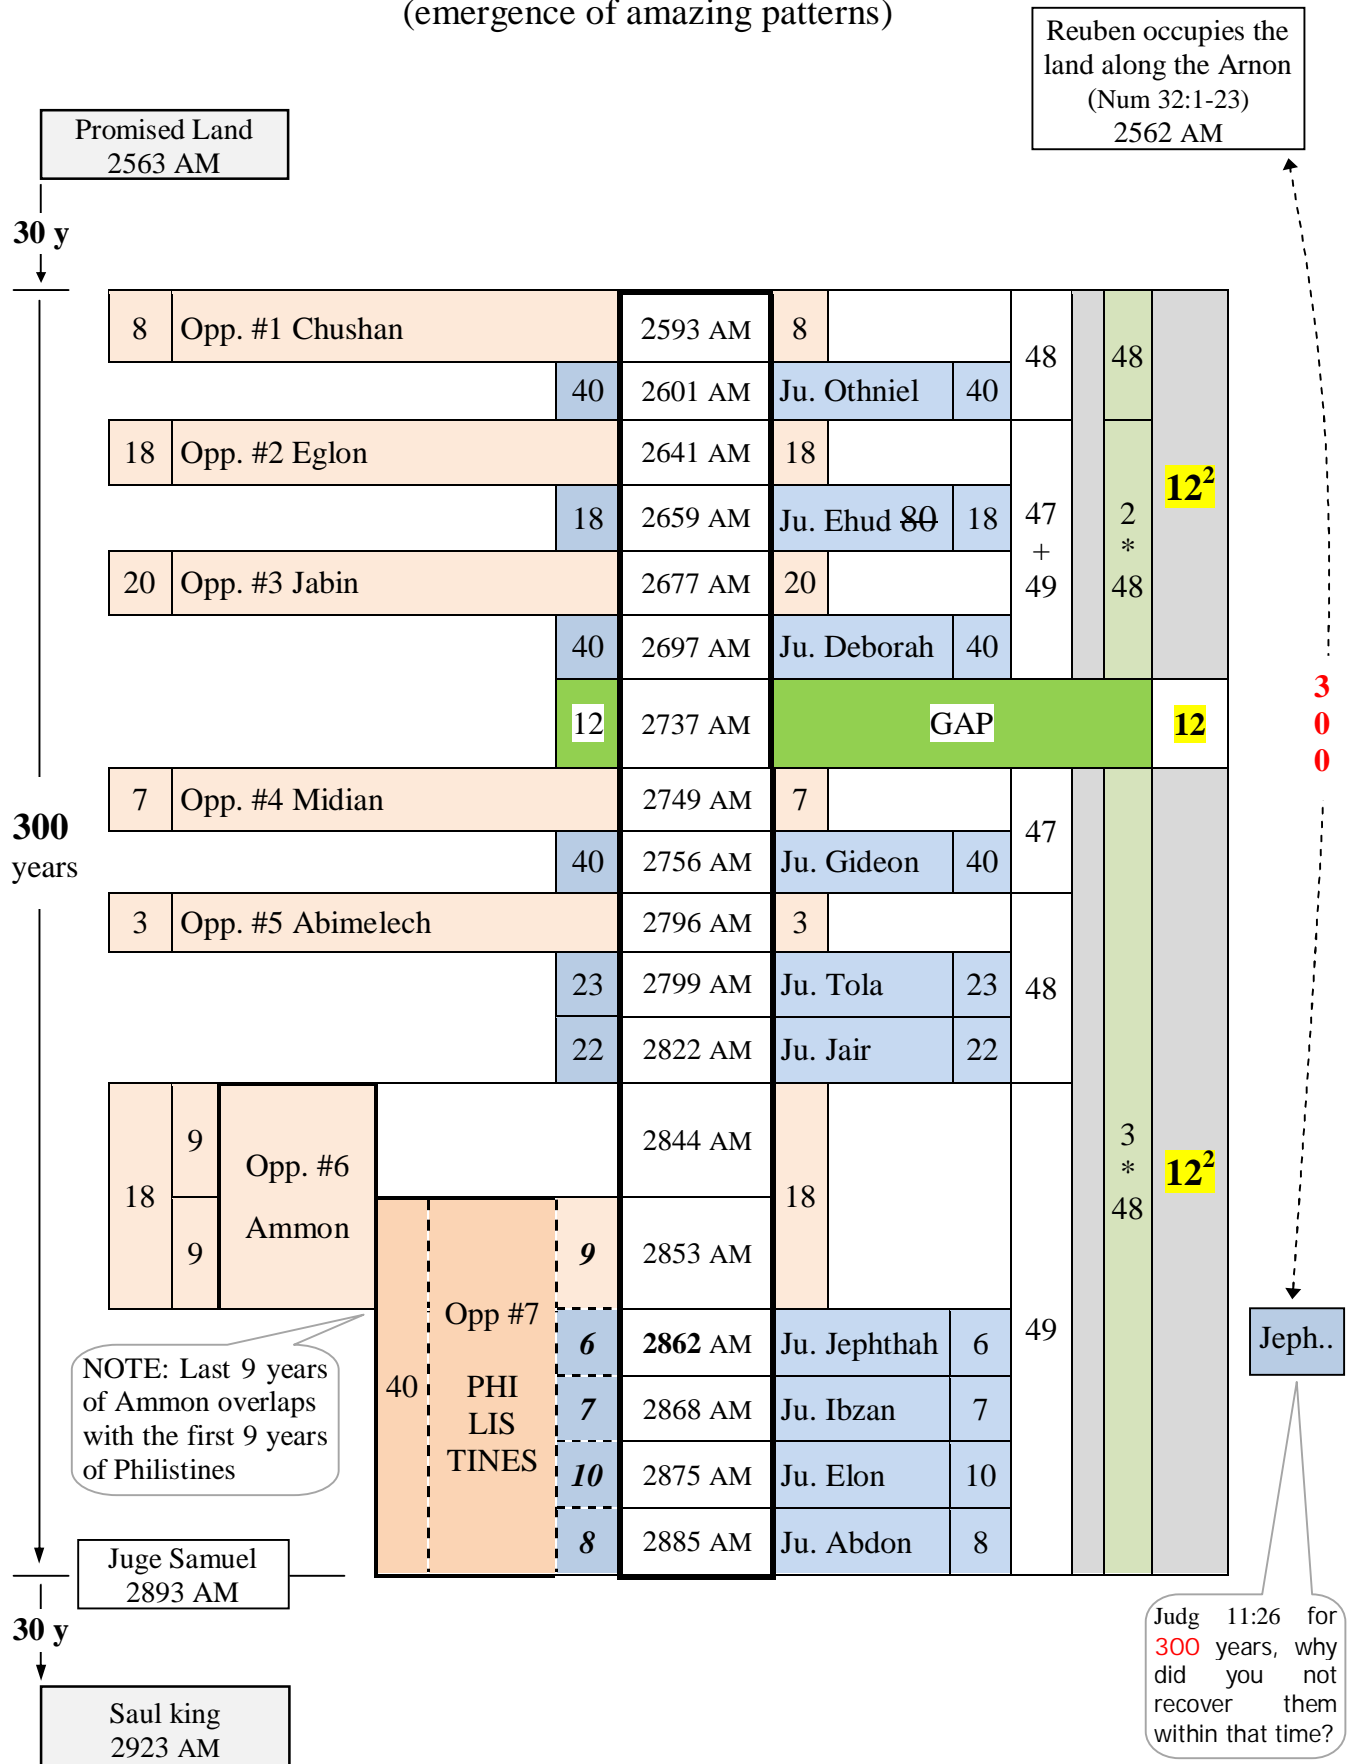 (emergence of amazing patterns)
Reuben occupies the
land along the Arnon
(Num 32:1-23)
2562 AM
Promised Land
2563 AM
30 y
8 Opp. #1 Chushan 2593 AM 8
48 48
40 2601 AM Ju. Othniel 40
18 Opp. #2 Eglon 2641 AM 18
12²
18 2659 AM Ju. Ehud 80 18
47
+
49
2
*
48
20 Opp. #3 Jabin 2677 AM 20
40 2697 AM Ju. Deborah 40
12 2737 AM GAP 12
3
0
0
7 Opp. #4 Midian 2749 AM 7
47
300
years
40 2756 AM Ju. Gideon 40
3 Opp. #5 Abimelech 2796 AM 3
23 2799 AM Ju. Tola 23
48
22 2822 AM Ju. Jair 22
18
9
9
Opp. #6
Ammon
2844 AM
18
3
*
48
12²
9 2853 AM
40
Opp #7
PHI
LIS
TINES
6 2862 AM Ju. Jephthah 6
49
Jeph..
7 2868 AM Ju. Ibzan 7
10 2875 AM Ju. Elon 10
8 2885 AM Ju. Abdon 8
NOTE: Last 9 years
of Ammon overlaps
with the first 9 years
of Philistines
Juge Samuel
2893 AM
30 y
Saul king
2923 AM
Judg 11:26 for
300 years, why
did you not
recover them
within that time?